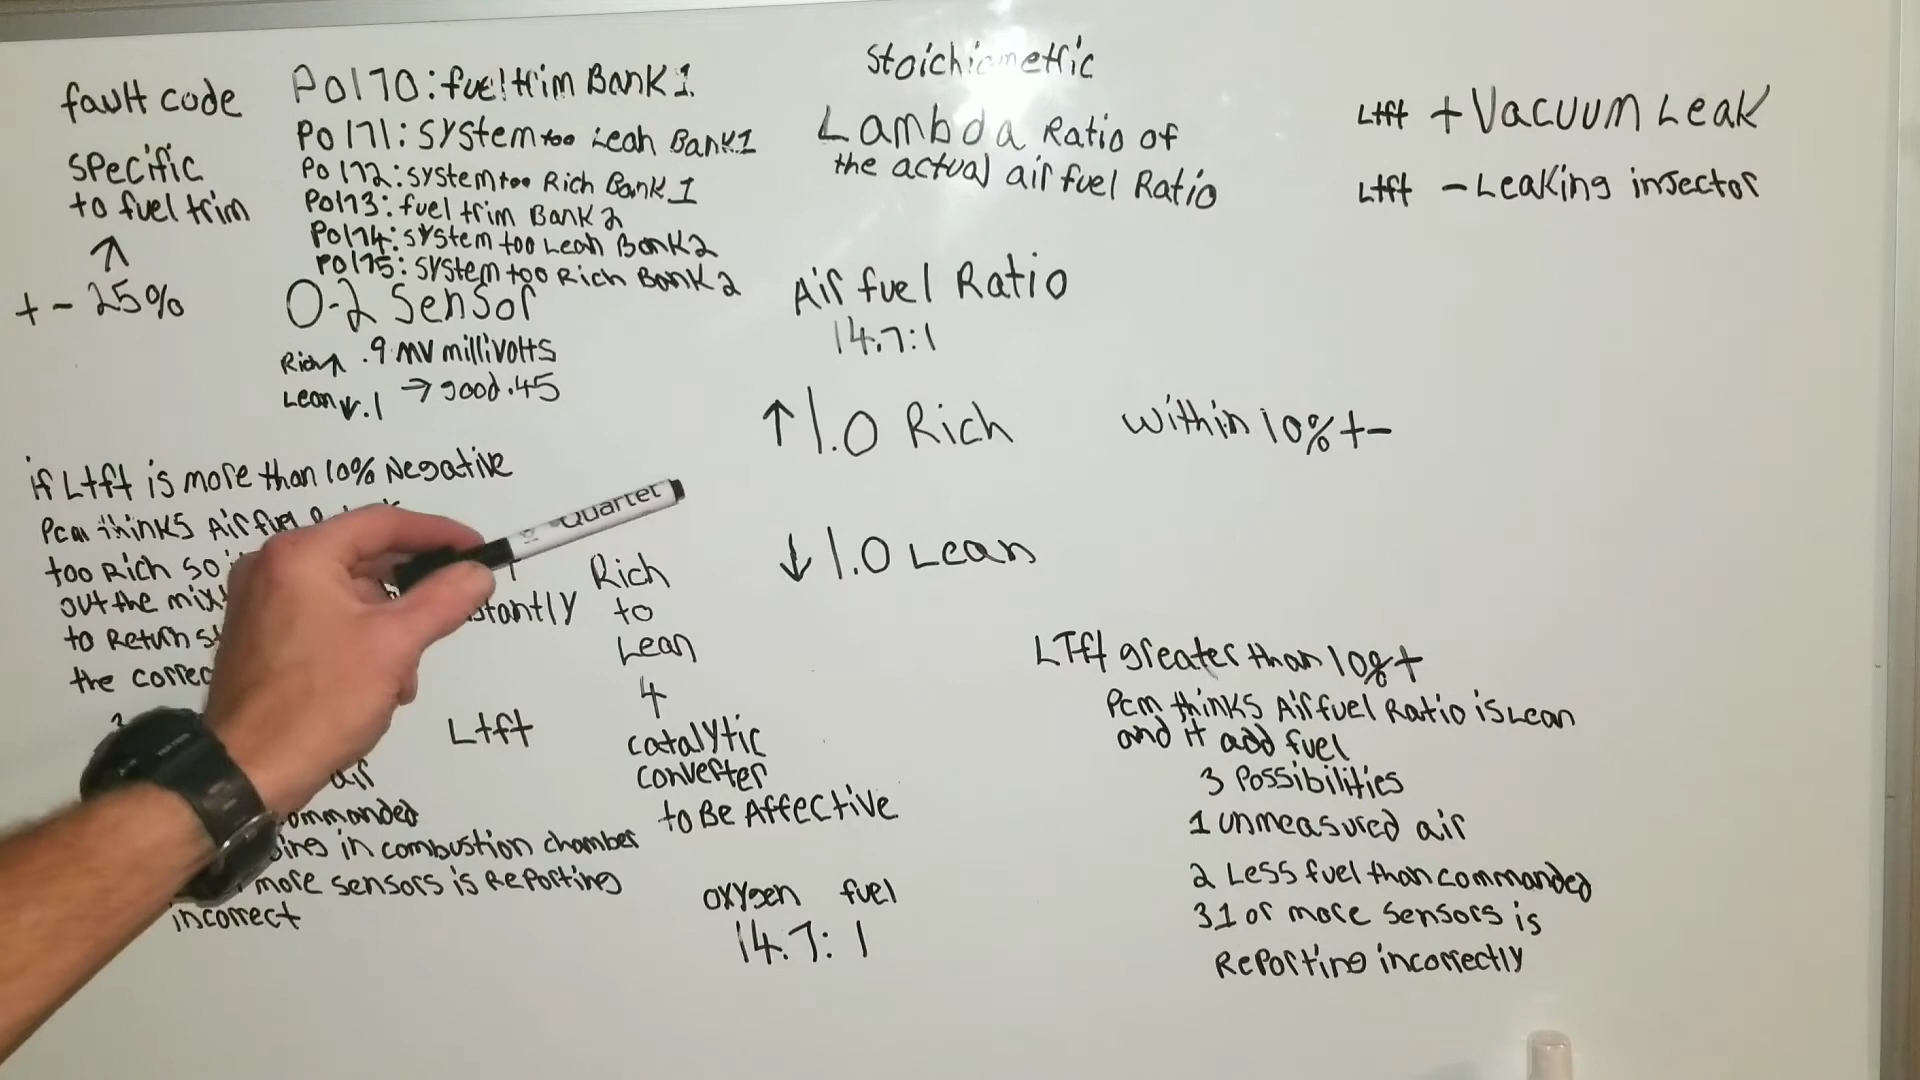 fault code
specific
to fuel trim
+ - 25%
P0170: fuel trim Bank 1
P0171: system too Lean Bank 1
P0172: system too Rich Bank 1
P0173: fuel trim Bank 2
P0174: system too Lean Bank 2
P0175: system too Rich Bank 2
O-2 Sensor
Rich .9 mv millivolts
Lean .1 → good .45
if Ltft is more than 10% Negative
Pcm thinks Air fuel
too Rich so
out the
to Return
the
air
commanded
in combustion chamber
more sensors is Reporting
incorrect
Quartet
Ltft
Rich
to
Lean
4
catalytic
converter
to Be Affective
oxygen fuel
14.7: 1
Stoichiometric
Lambda Ratio of
the actual air fuel Ratio
Air fuel Ratio
14.7:1
↑ 1.0 Rich
within 10% + -
↓ 1.0 Lean
Ltft + Vacuum Leak
Ltft - Leaking injector
LTft greater than 10% +
Pcm thinks Air fuel Ratio is Lean
and it add fuel
3 Possibilities
1 unmeasured air
2 Less fuel than commanded
3 1 or more sensors is
Reporting incorrectly